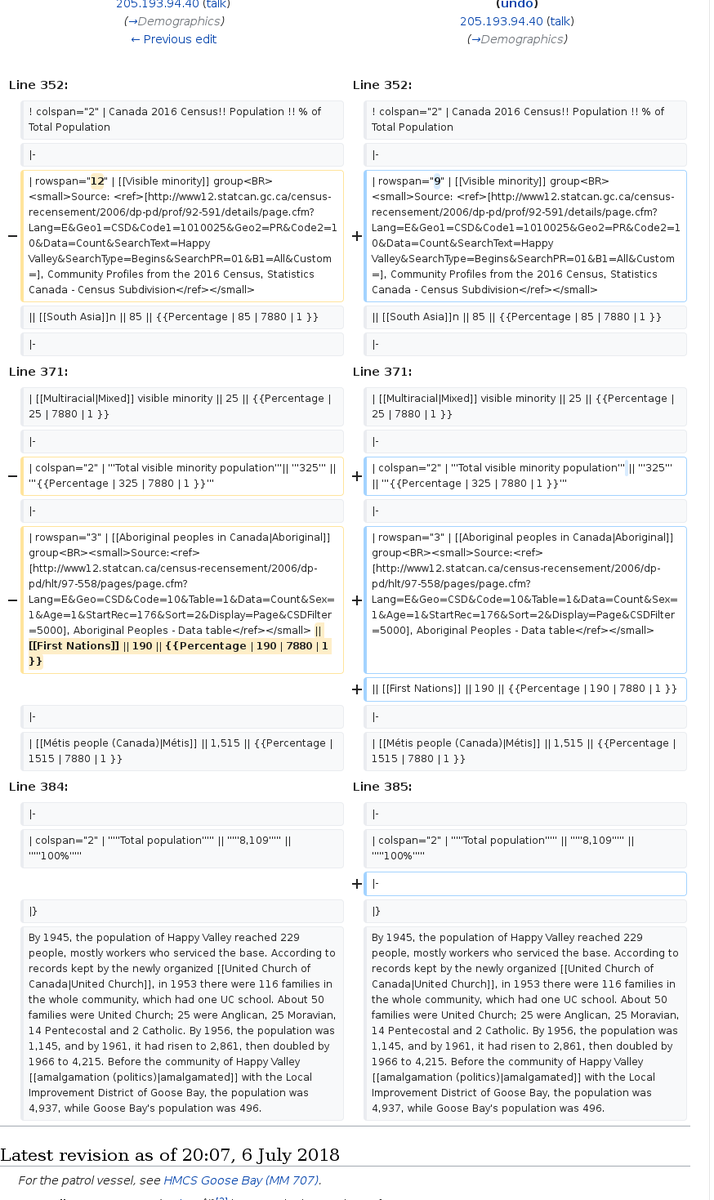 205.193.94.40 (talk)
(→Demographics)
← Previous edit
(undo)
205.193.94.40 (talk)
(→Demographics)
Line 352:
Line 352:
! colspan="2" | Canada 2016 Census!! Population !! % of
Total Population
! colspan="2" | Canada 2016 Census!! Population !! % of
Total Population
|-
|-
−
| rowspan="12" | [[Visible minority]] group<BR>
<small>Source: <ref>[http://www12.statcan.gc.ca/census-
recensement/2006/dp-pd/prof/92-591/details/page.cfm?
Lang=E&Geo1=CSD&Code1=1010025&Geo2=PR&Code2=1
0&Data=Count&SearchText=Happy
Valley&SearchType=Begins&SearchPR=01&B1=All&Custom
=], Community Profiles from the 2016 Census, Statistics
Canada - Census Subdivision</ref></small>
+
| rowspan="9" | [[Visible minority]] group<BR>
<small>Source: <ref>[http://www12.statcan.gc.ca/census-
recensement/2006/dp-pd/prof/92-591/details/page.cfm?
Lang=E&Geo1=CSD&Code1=1010025&Geo2=PR&Code2=1
0&Data=Count&SearchText=Happy
Valley&SearchType=Begins&SearchPR=01&B1=All&Custom
=], Community Profiles from the 2016 Census, Statistics
Canada - Census Subdivision</ref></small>
|| [[South Asia]]n || 85 || {{Percentage | 85 | 7880 | 1 }}
|| [[South Asia]]n || 85 || {{Percentage | 85 | 7880 | 1 }}
|-
|-
Line 371:
Line 371:
| [[Multiracial|Mixed]] visible minority || 25 || {{Percentage |
25 | 7880 | 1 }}
| [[Multiracial|Mixed]] visible minority || 25 || {{Percentage |
25 | 7880 | 1 }}
|-
|-
−
| colspan="2" | '''Total visible minority population'''|| '''325''' ||
'''{{Percentage | 325 | 7880 | 1 }}'''
+
| colspan="2" | '''Total visible minority population''' || '''325'''
|| '''{{Percentage | 325 | 7880 | 1 }}'''
|-
|-
−
| rowspan="3" | [[Aboriginal peoples in Canada|Aboriginal]]
group<BR><small>Source:<ref>
[http://www12.statcan.ca/census-recensement/2006/dp-
pd/hlt/97-558/pages/page.cfm?
Lang=E&Geo=CSD&Code=10&Table=1&Data=Count&Sex=
1&Age=1&StartRec=176&Sort=2&Display=Page&CSDFilter
=5000], Aboriginal Peoples - Data table</ref></small> ||
[[First Nations]] || 190 || {{Percentage | 190 | 7880 | 1
}}
+
| rowspan="3" | [[Aboriginal peoples in Canada|Aboriginal]]
group<BR><small>Source:<ref>
[http://www12.statcan.ca/census-recensement/2006/dp-
pd/hlt/97-558/pages/page.cfm?
Lang=E&Geo=CSD&Code=10&Table=1&Data=Count&Sex=
1&Age=1&StartRec=176&Sort=2&Display=Page&CSDFilter
=5000], Aboriginal Peoples - Data table</ref></small>
+
|| [[First Nations]] || 190 || {{Percentage | 190 | 7880 | 1 }}
|-
|-
| [[Métis people (Canada)|Métis]] || 1,515 || {{Percentage |
1515 | 7880 | 1 }}
| [[Métis people (Canada)|Métis]] || 1,515 || {{Percentage |
1515 | 7880 | 1 }}
Line 384:
Line 385:
|-
|-
| colspan="2" | '''''Total population''''' || '''''8,109''''' ||
'''''100%'''''
| colspan="2" | '''''Total population''''' || '''''8,109''''' ||
'''''100%'''''
+
|-
|}
|}
By 1945, the population of Happy Valley reached 229
people, mostly workers who serviced the base. According to
records kept by the newly organized [[United Church of
Canada|United Church]], in 1953 there were 116 families in
the whole community, which had one UC school. About 50
families were United Church; 25 were Anglican, 25 Moravian,
14 Pentecostal and 2 Catholic. By 1956, the population was
1,145, and by 1961, it had risen to 2,861, then doubled by
1966 to 4,215. Before the community of Happy Valley
[[amalgamation (politics)|amalgamated]] with the Local
Improvement District of Goose Bay, the population was
4,937, while Goose Bay's population was 496.
By 1945, the population of Happy Valley reached 229
people, mostly workers who serviced the base. According to
records kept by the newly organized [[United Church of
Canada|United Church]], in 1953 there were 116 families in
the whole community, which had one UC school. About 50
families were United Church; 25 were Anglican, 25 Moravian,
14 Pentecostal and 2 Catholic. By 1956, the population was
1,145, and by 1961, it had risen to 2,861, then doubled by
1966 to 4,215. Before the community of Happy Valley
[[amalgamation (politics)|amalgamated]] with the Local
Improvement District of Goose Bay, the population was
4,937, while Goose Bay's population was 496.
Latest revision as of 20:07, 6 July 2018
For the patrol vessel, see HMCS Goose Bay (MM 707).